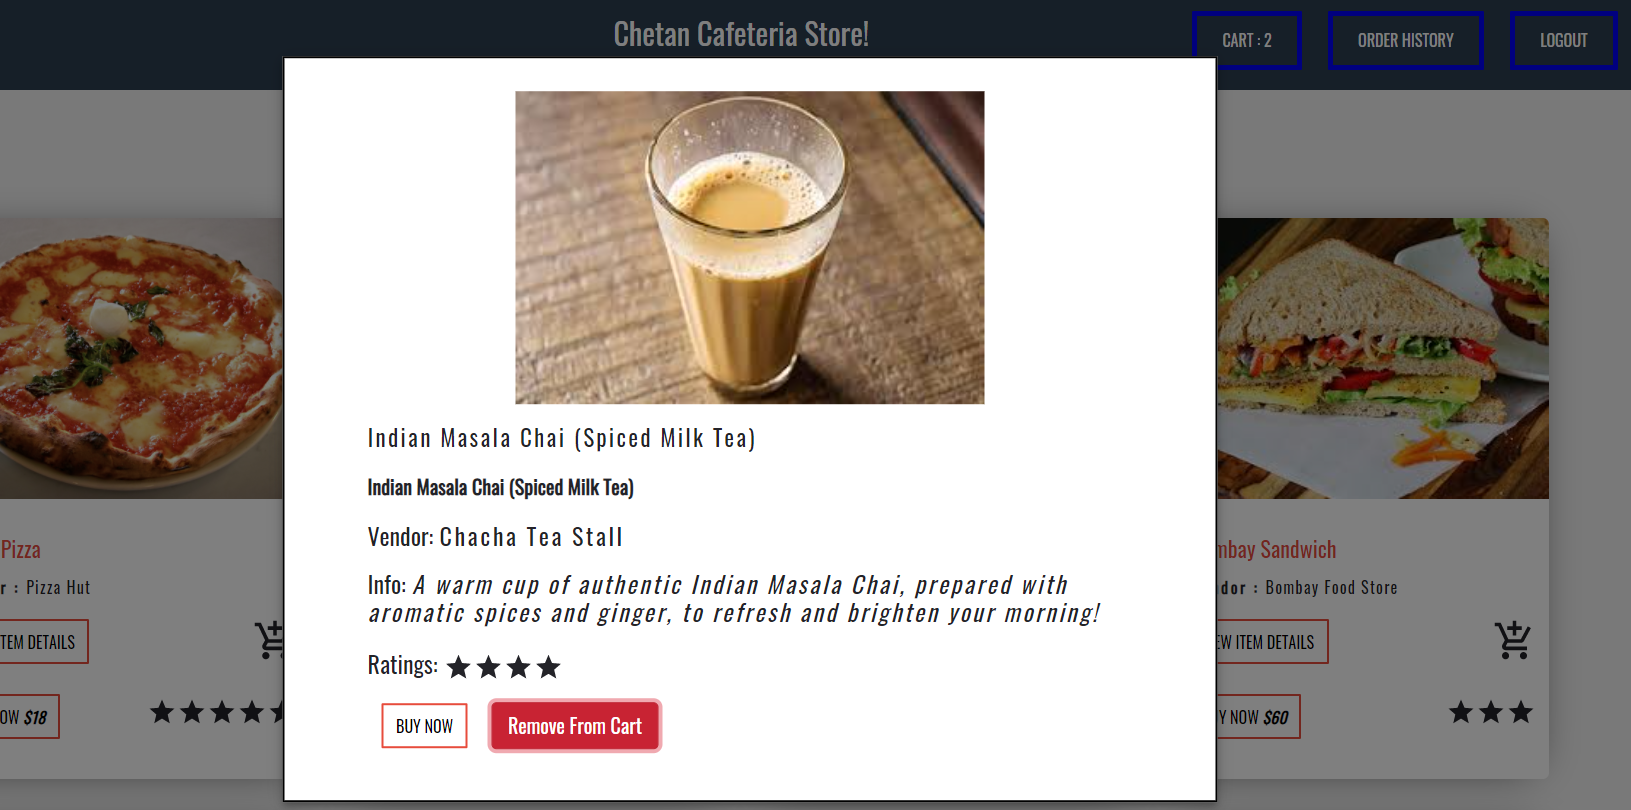 Chetan Cafeteria Store!
CART : 2
ORDER HISTORY
LOGOUT
Indian Masala Chai (Spiced Milk Tea)
Indian Masala Chai (Spiced Milk Tea)
Vendor: Chacha Tea Stall
Info: A warm cup of authentic Indian Masala Chai, prepared with
aromatic spices and ginger, to refresh and brighten your morning!
Ratings:
BUY NOW
Remove From Cart
Pizza
r : Pizza Hut
TEM DETAILS
OW $18
mbay Sandwich
dor : Bombay Food Store
EW ITEM DETAILS
Y NOW $60